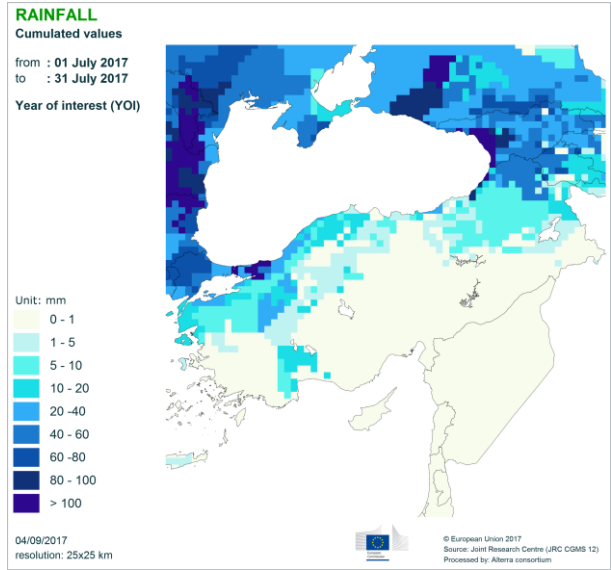 RAINFALL
Cumulated values
from : 01 July 2017
to : 31 July 2017
Year of interest (YOI)
Unit: mm
0 - 1
1 - 5
5 - 10
10 - 20
20 -40
40 - 60
60 -80
80 - 100
> 100
04/09/2017
resolution: 25x25 km
European
Commission
© European Union 2017
Source: Joint Research Centre (JRC CGMS 12)
Processed by: Alterra consortium